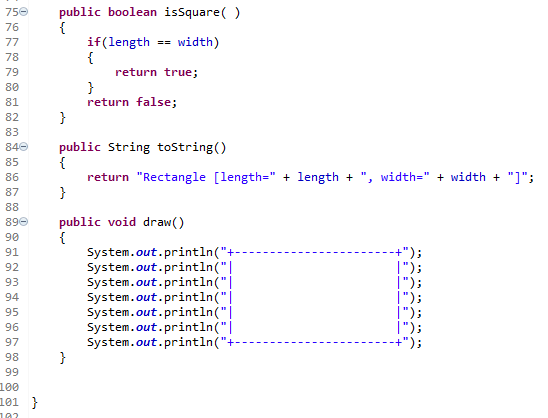 75 public boolean isSquare( )
76 {
77 if(length == width)
78 {
79 return true;
80 }
81 return false;
82 }
83
84 public String toString()
85 {
86 return "Rectangle [length=" + length + ", width=" + width + "]";
87 }
88
89 public void draw()
90 {
91 System.out.println("+-----------------------+");
92 System.out.println("|                       |");
93 System.out.println("|                       |");
94 System.out.println("|                       |");
95 System.out.println("|                       |");
96 System.out.println("|                       |");
97 System.out.println("+-----------------------+");
98 }
99
100
101 }
102